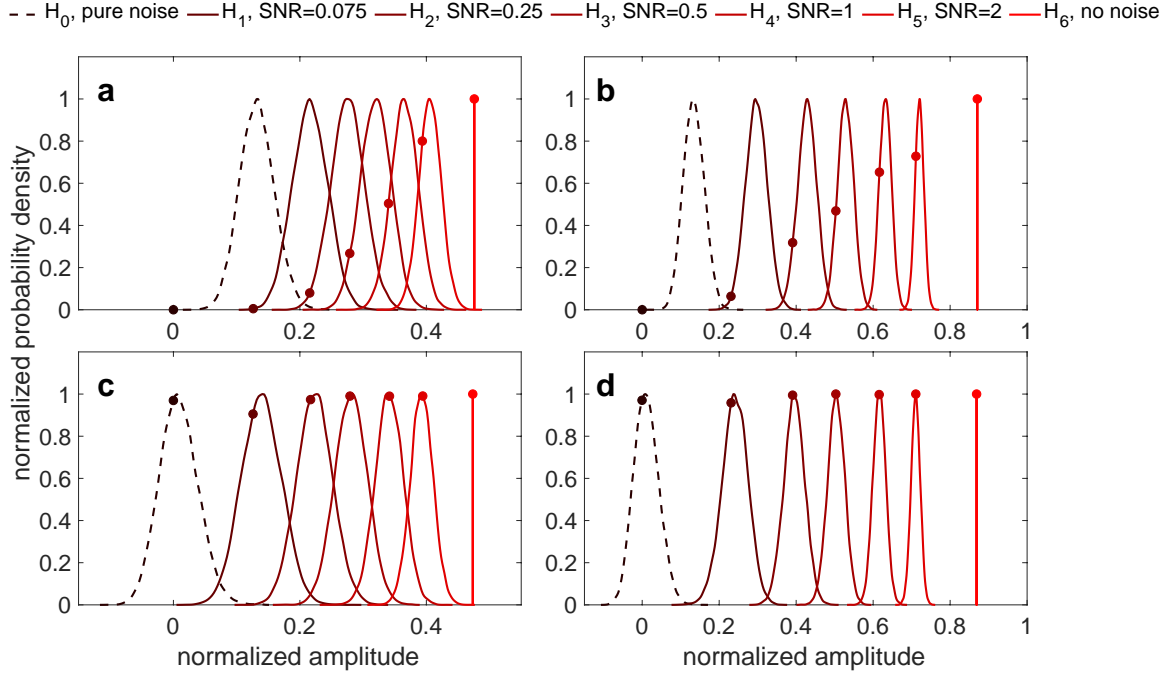 H0, pure noise H1, SNR=0.075 H2, SNR=0.25 H3, SNR=0.5 H4, SNR=1 H5, SNR=2 H6, no noise
a
b
1
0.8
0.6
0.4
0.2
0
0 0.2 0.4
1
0.8
0.6
0.4
0.2
0
0 0.2 0.4 0.6 0.8 1
normalized probability density
c
d
1
0.8
0.6
0.4
0.2
0
0 0.2 0.4
1
0.8
0.6
0.4
0.2
0
0 0.2 0.4 0.6 0.8 1
normalized amplitude
normalized amplitude